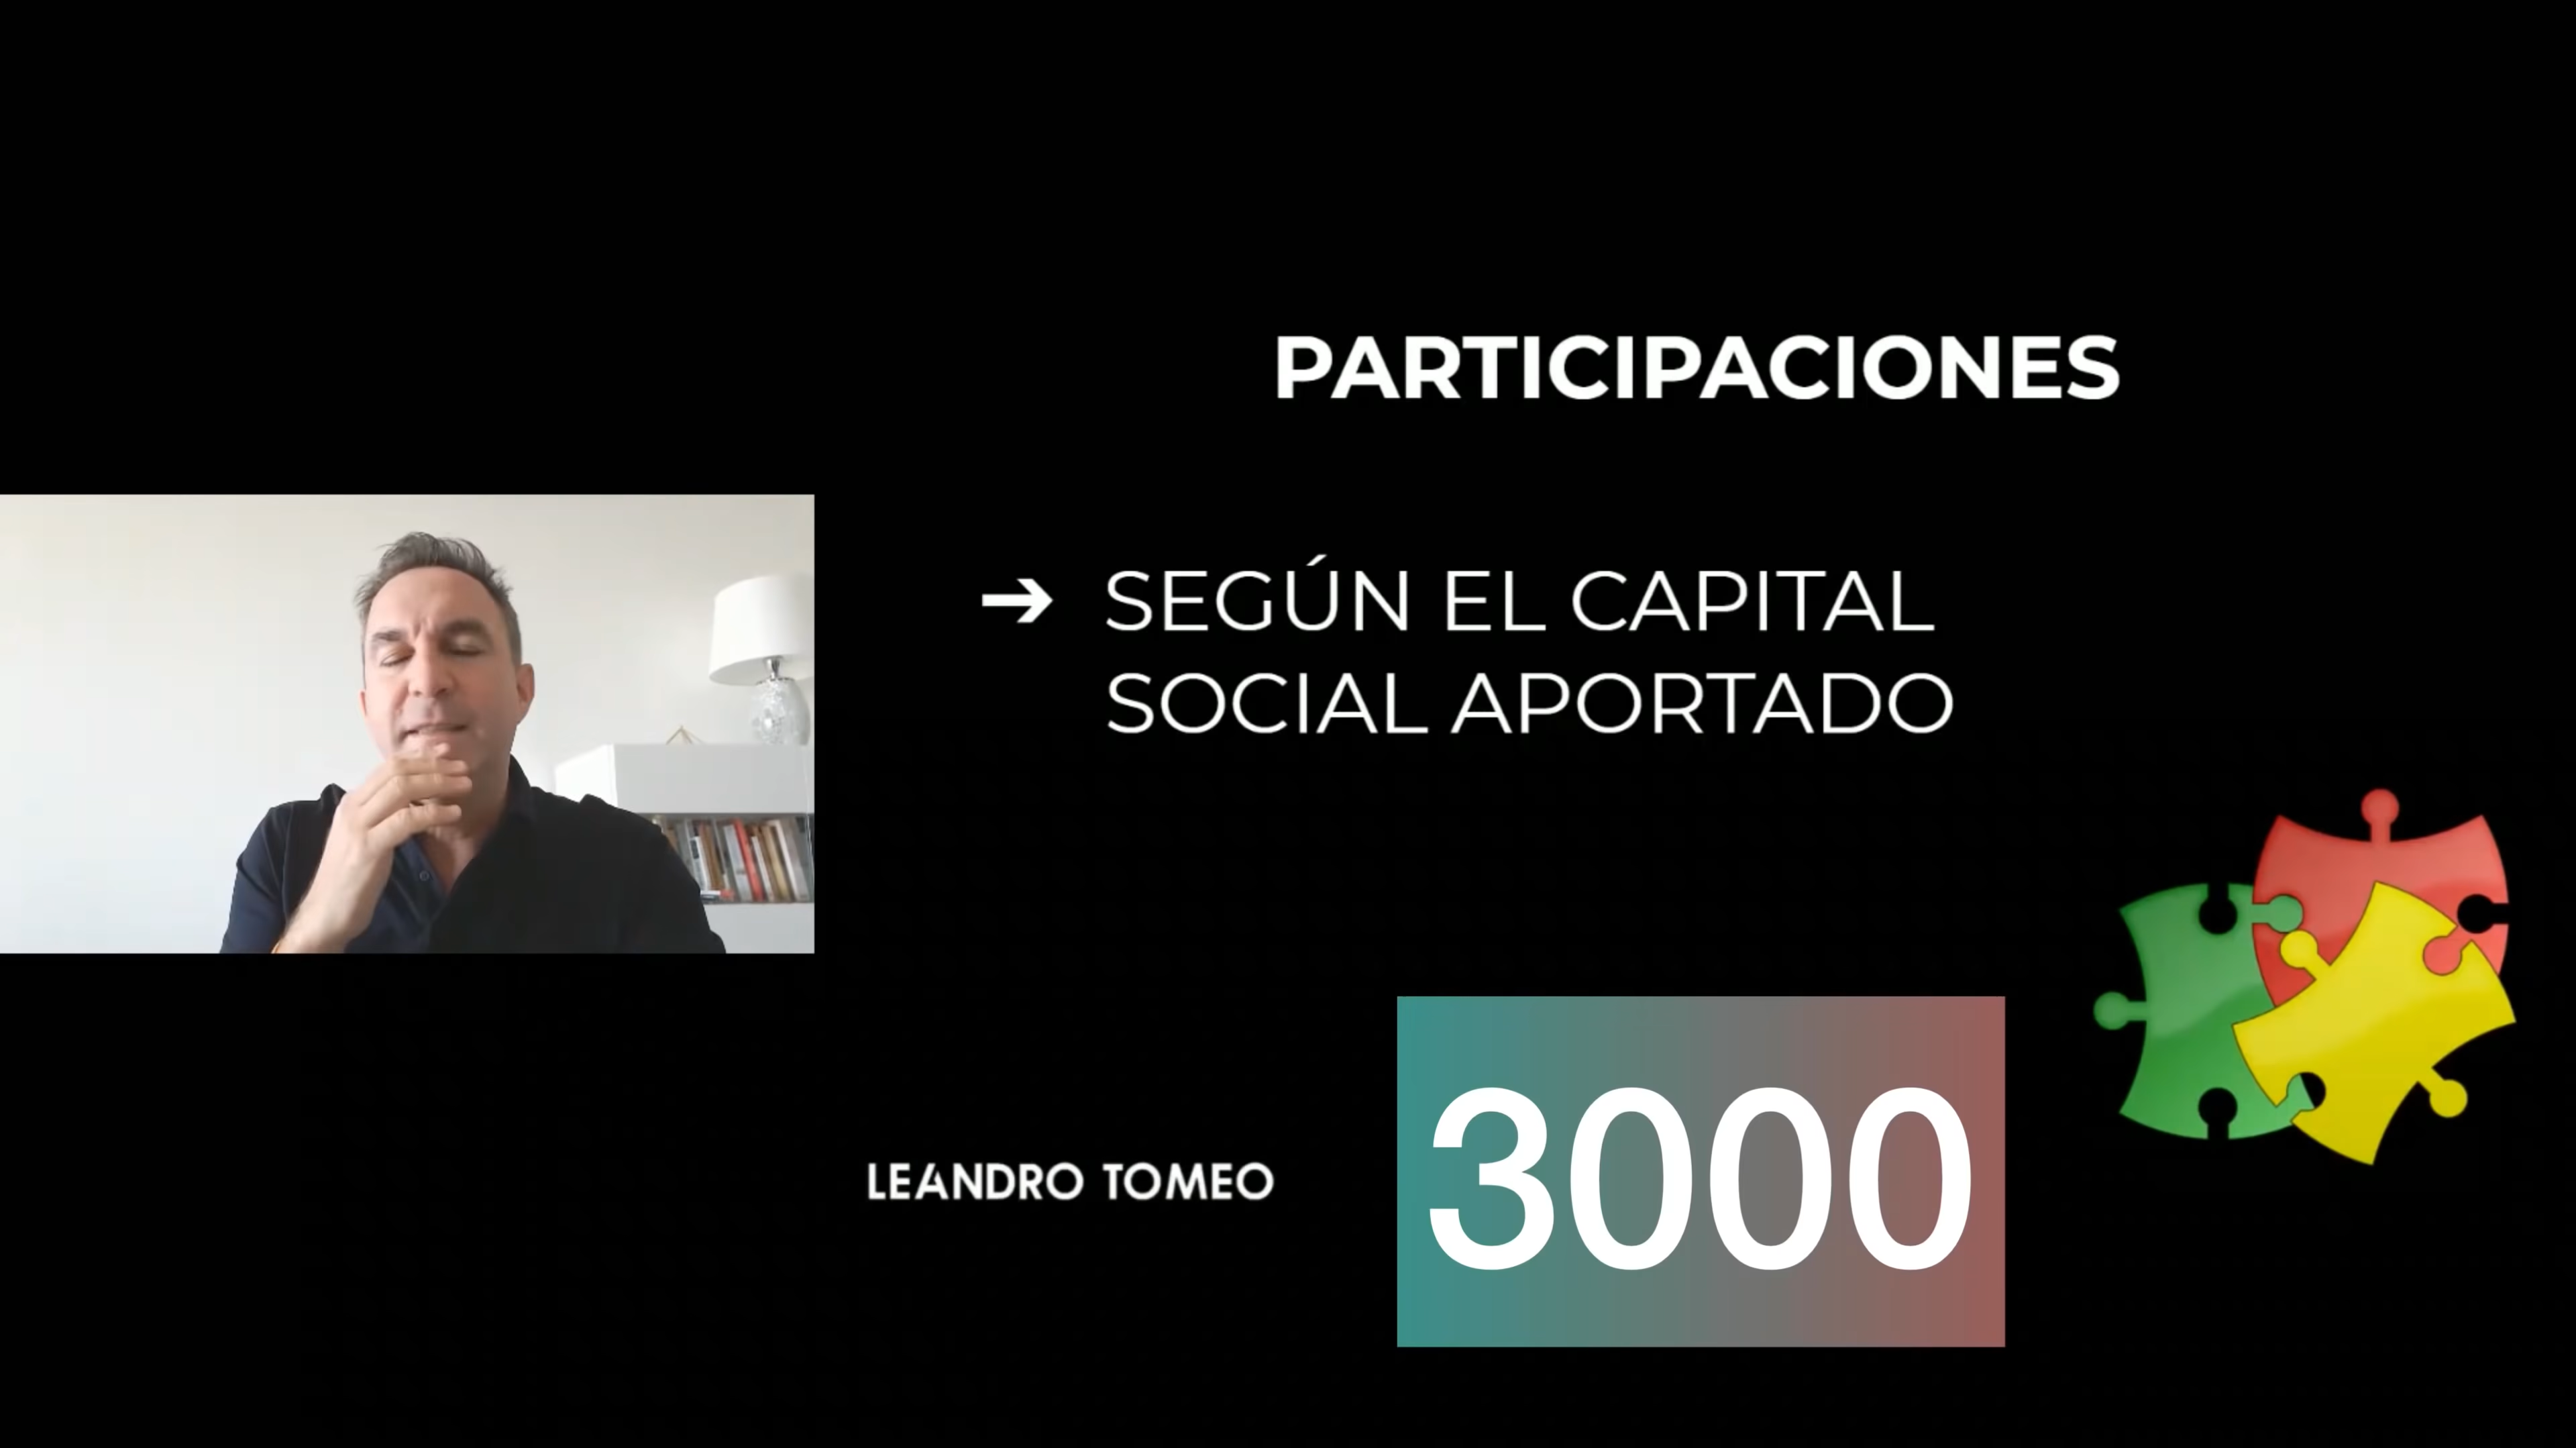 PARTICIPACIONES
➔ SEGÚN EL CAPITAL
SOCIAL APORTADO
3000
LEANDRO TOMEO